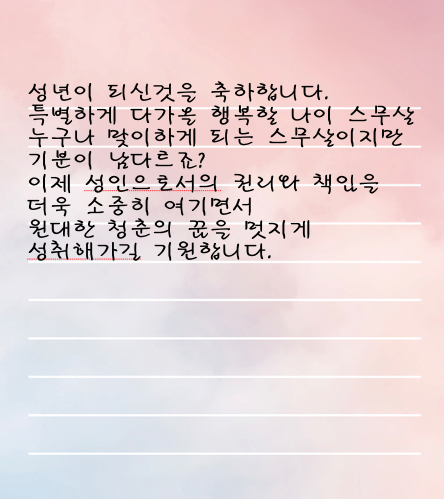 성년이 되신것을 축하합니다.
특별하게 다가올 행복할 나이 스무살
누구나 맞이하게 되는 스무살이지만
기분이 남다르죠?
이제 성인으로서의 권리와 책임을
더욱 소중히 여기면서
원대한 청춘의 꿈을 멋지게
성취해가길 기원합니다.